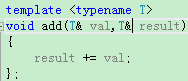 template <typename T>
void add(T& val,T& result)
{
    result += val;
};